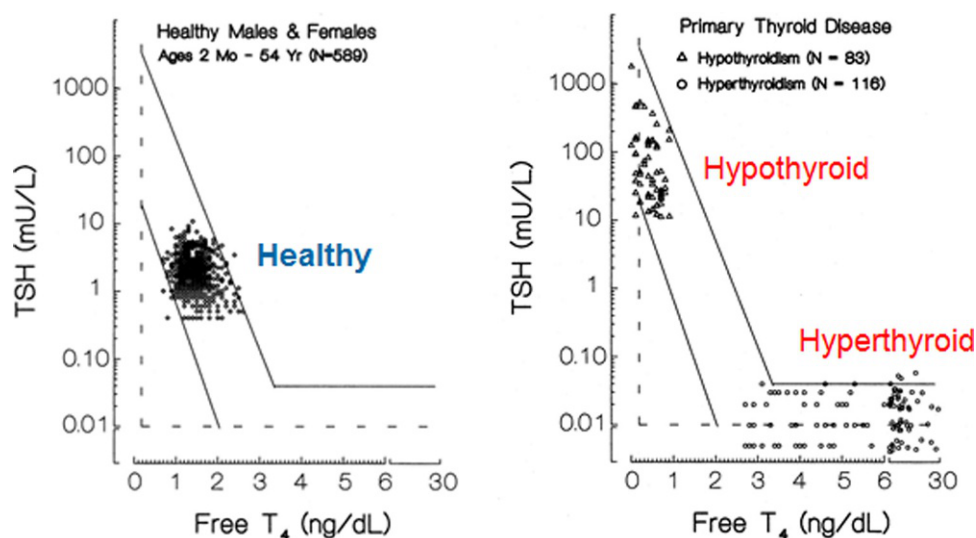 Healthy Males & Females
Ages 2 Mo - 54 Yr (N=589)
TSH (mU/L)
1000
100
10
1
0.10
0.01
Healthy
0 1 2 3 4 5 6 30
Free T₄ (ng/dL)
Primary Thyroid Disease
△ Hypothyroidism (N = 83)
○ Hyperthyroidism (N = 116)
TSH (mU/L)
1000
100
10
1
0.10
0.01
Hypothyroid
Hyperthyroid
0 1 2 3 4 5 6 30
Free T₄ (ng/dL)